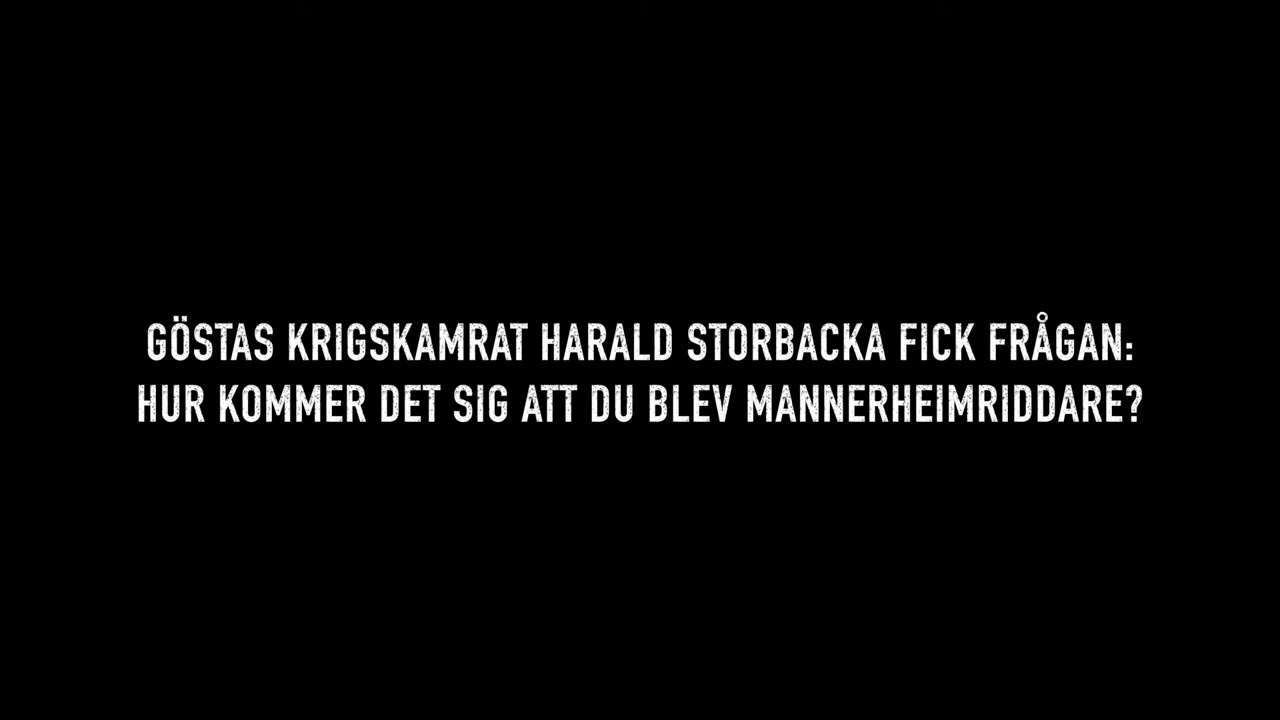 GÖSTAS KRIGSKAMRAT HARALD STORBACKA FICK FRÅGAN:
HUR KOMMER DET SIG ATT DU BLEV MANNERHEIMRIDDARE?